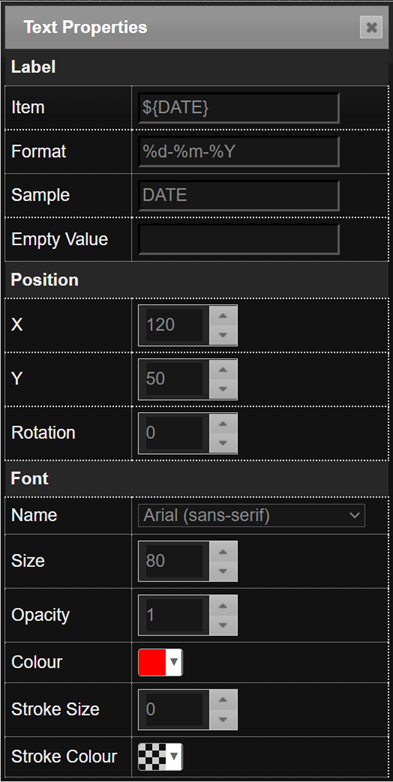 Text Properties
Label
Item ${DATE}
Format %d-%m-%Y
Sample DATE
Empty Value
Position
X 120
Y 50
Rotation 0
Font
Name Arial (sans-serif)
Size 80
Opacity 1
Colour
Stroke Size 0
Stroke Colour